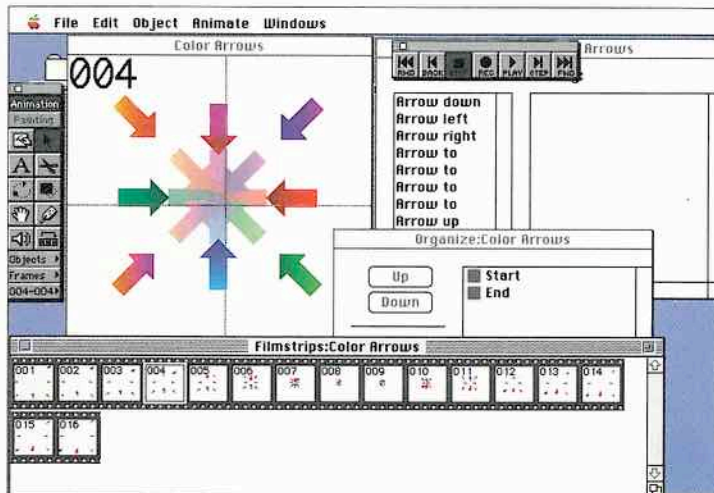 File Edit Object Animate Windows
Color Arrows
Arrows
004
RWD BACK STOP REC PLAY STEP FWD
Animation
Painting
A
Objects
Frames
004-004
Arrow down
Arrow left
Arrow right
Arrow to
Arrow to
Arrow to
Arrow to
Arrow up
Organize:Color Arrows
Up
Down
Start
End
Filmstrips:Color Arrows
001 002 003 004 005 006 007 008 009 010 011 012 013 014
015 016